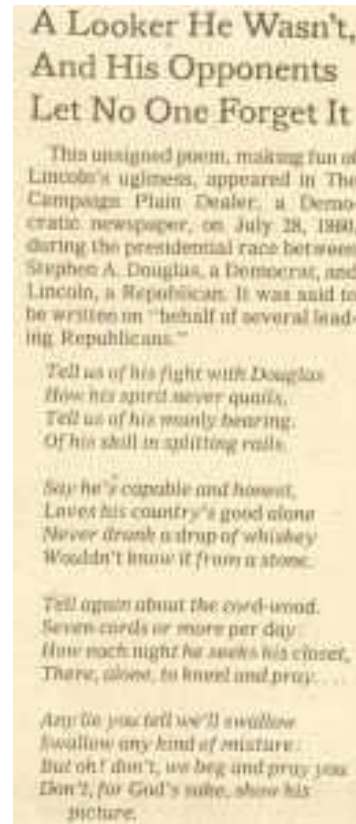 A Looker He Wasn't,
And His Opponents
Let No One Forget It
This unsigned poem, making fun of
Lincoln's ugliness, appeared in The
Campaign Plain Dealer, a Demo-
cratic newspaper, on July 28, 1860,
during the presidential race between
Stephen A. Douglas, a Democrat, and
Lincoln, a Republican. It was said to
be written on "behalf of several lead-
ing Republicans."
Tell us of his fight with Douglas
How his spirit never quails,
Tell us of his manly bearing,
Of his skill in splitting rails.
Say he's capable and honest,
Loves his country's good alone
Never drank a drop of whiskey
Wouldn't know it from a stone.
Tell again about the cord-wood.
Seven cords or more per day
How each night he seeks his closet,
There, alone, to kneel and pray. . . .
Any lie you tell we'll swallow
Swallow any kind of mixture
But oh! don't, we beg and pray you
Don't, for God's sake, show his
picture.